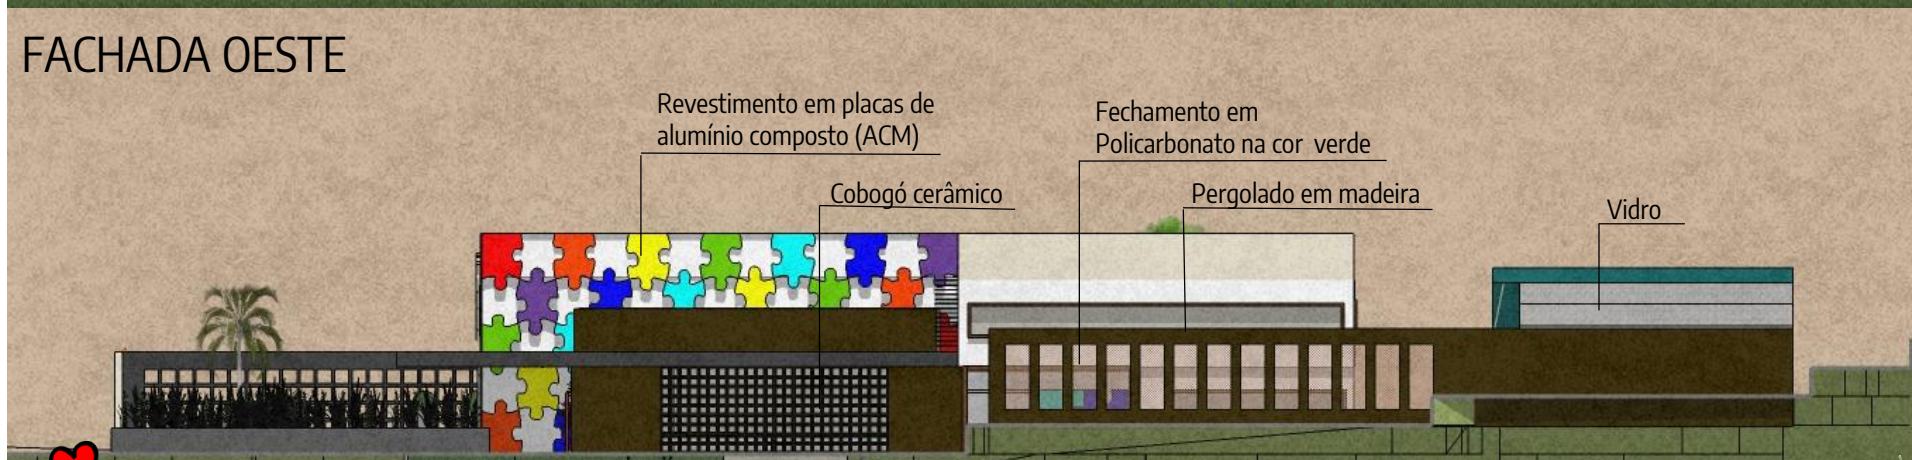 FACHADA OESTE
Revestimento em placas de
alumínio composto (ACM)
Fechamento em
Policarbonato na cor verde
Cobogó cerâmico
Pergolado em madeira
Vidro